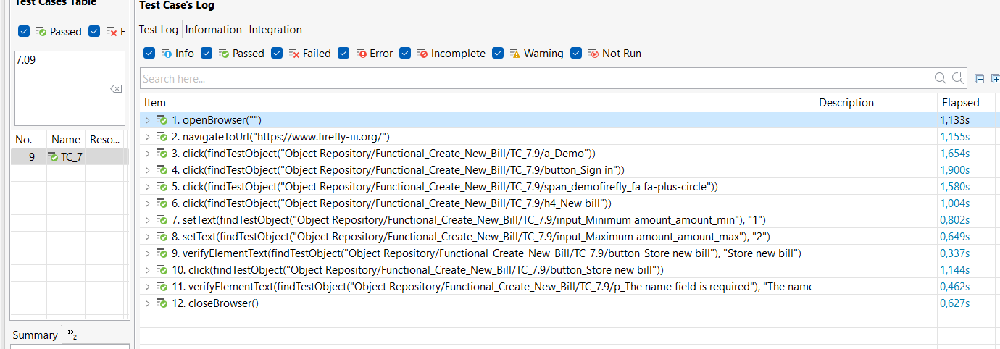 Test Cases Table
Passed F
7.09
No. Name Reso...
9 TC_7
Summary »2
Test Case's Log
Test Log Information Integration
Info Passed Failed Error Incomplete Warning Not Run
Search here...
Item Description Elapsed
1. openBrowser("") 1,133s
2. navigateToUrl("https://www.firefly-iii.org/") 1,155s
3. click(findTestObject("Object Repository/Functional_Create_New_Bill/TC_7.9/a_Demo")) 1,654s
4. click(findTestObject("Object Repository/Functional_Create_New_Bill/TC_7.9/button_Sign in")) 1,900s
5. click(findTestObject("Object Repository/Functional_Create_New_Bill/TC_7.9/span_demofirefly_fa fa-plus-circle")) 1,580s
6. click(findTestObject("Object Repository/Functional_Create_New_Bill/TC_7.9/h4_New bill")) 1,004s
7. setText(findTestObject("Object Repository/Functional_Create_New_Bill/TC_7.9/input_Minimum amount_amount_min"), "1") 0,802s
8. setText(findTestObject("Object Repository/Functional_Create_New_Bill/TC_7.9/input_Maximum amount_amount_max"), "2") 0,649s
9. verifyElementText(findTestObject("Object Repository/Functional_Create_New_Bill/TC_7.9/button_Store new bill"), "Store new bill") 0,337s
10. click(findTestObject("Object Repository/Functional_Create_New_Bill/TC_7.9/button_Store new bill")) 1,144s
11. verifyElementText(findTestObject("Object Repository/Functional_Create_New_Bill/TC_7.9/p_The name field is required"), "The name 0,462s
12. closeBrowser() 0,627s